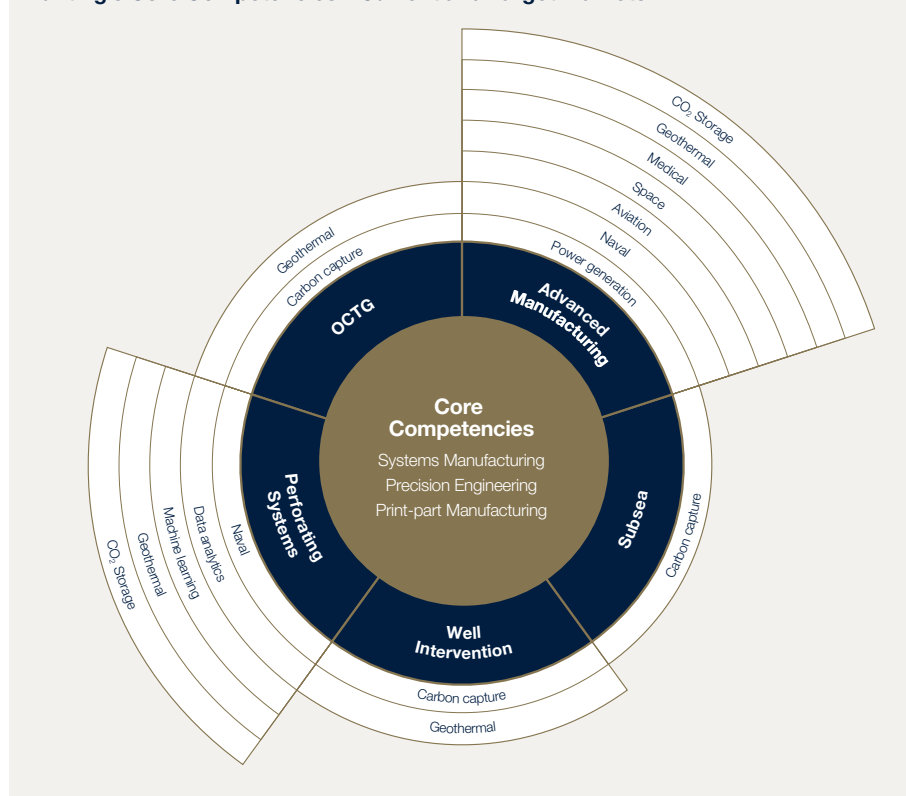 CO₂ Storage
Geothermal
Medical
Space
Aviation
Naval
Power generation
Advanced
Manufacturing
Geothermal
Carbon capture
OCTG
Core
Competencies
Systems Manufacturing
Precision Engineering
Print-part Manufacturing
Perforating
Systems
Naval
Data analytics
Machine learning
Geothermal
CO₂ Storage
Subsea
Carbon capture
Well
Intervention
Carbon capture
Geothermal